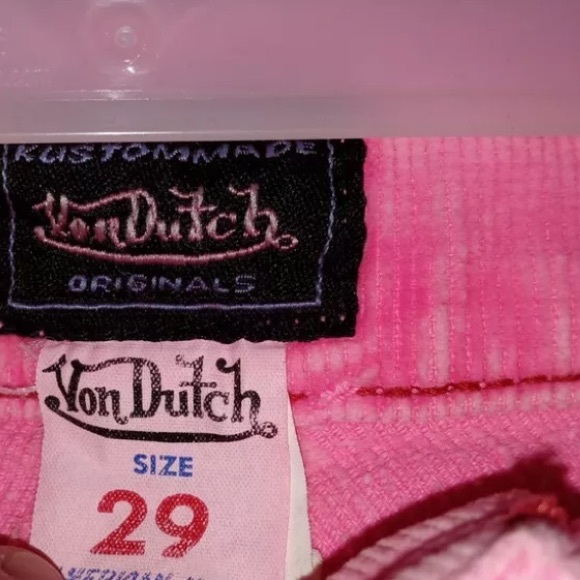 KUSTOMMADE
Von Dutch
ORIGINALS
Von Dutch
SIZE
29